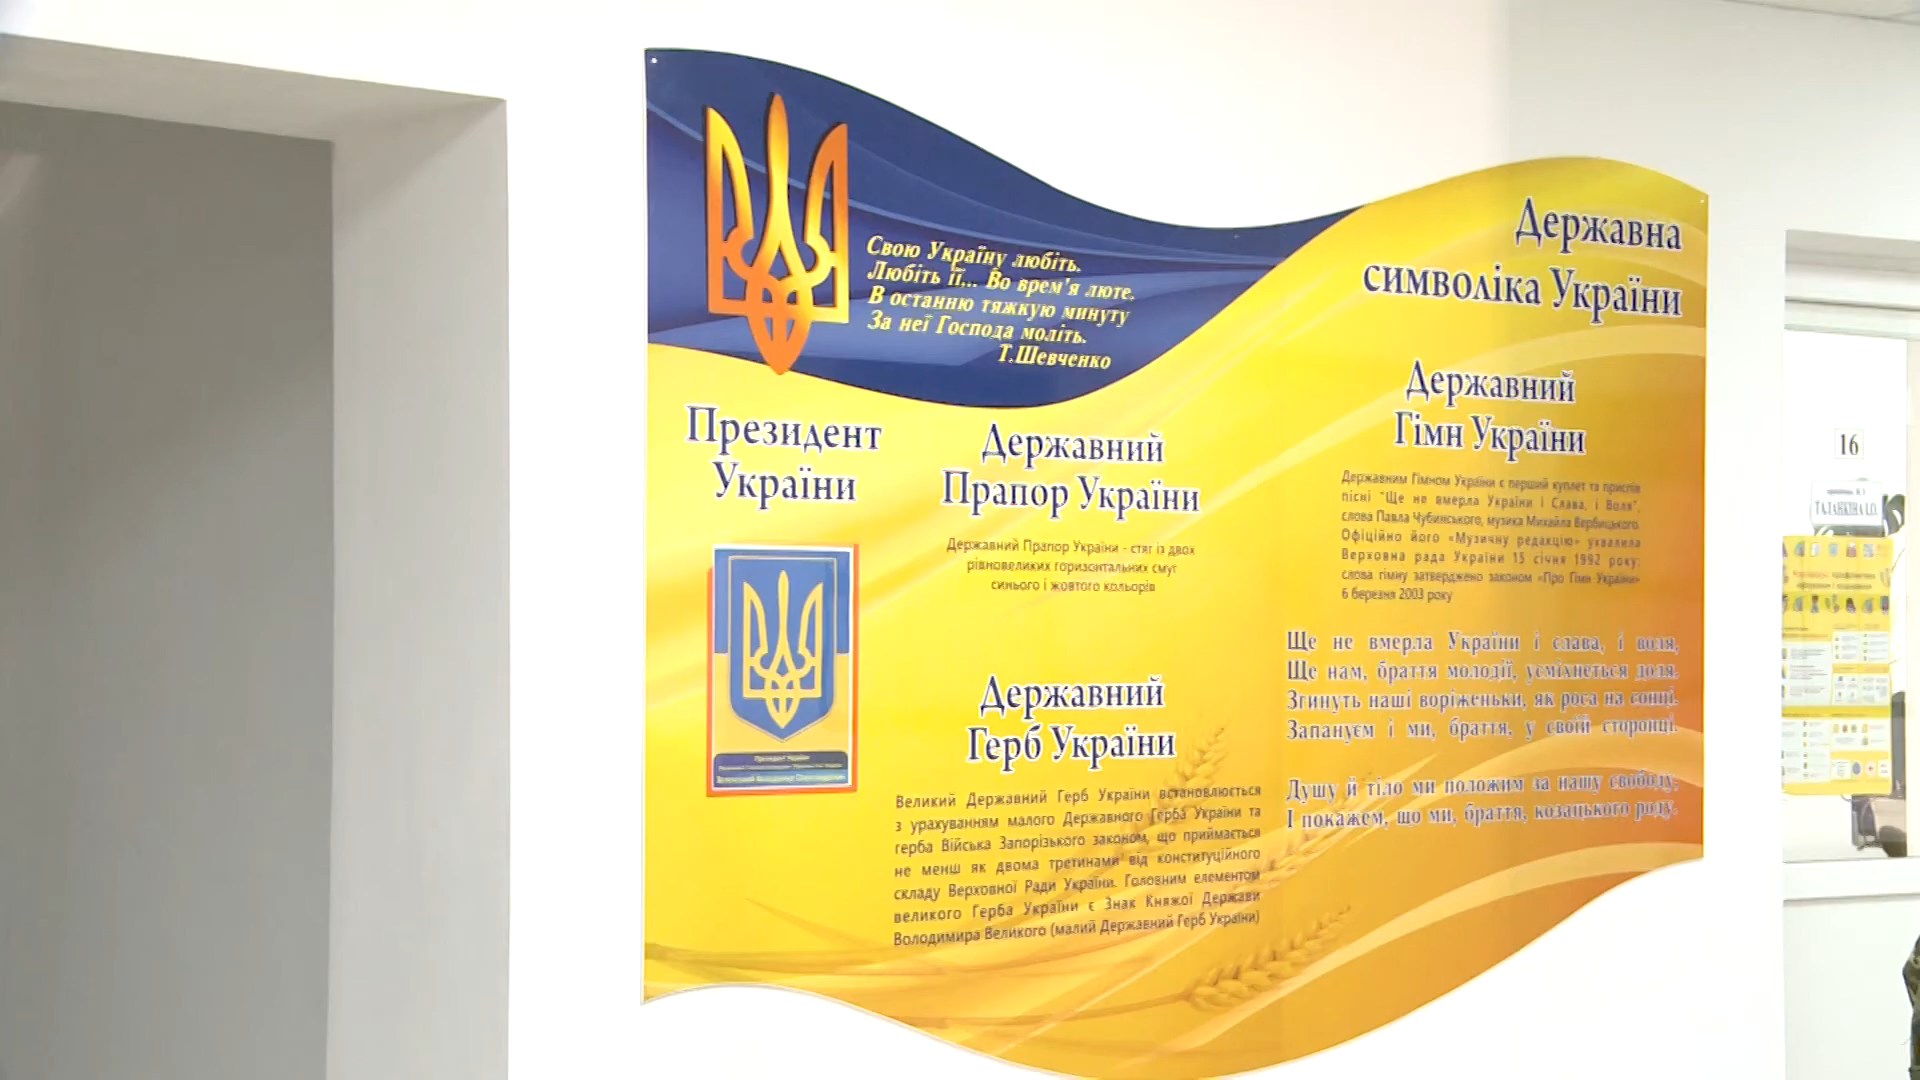 Свою Україну любіть.
Любіть її... Во врем'я люте.
В останню тяжкую минуту
За неї Господа моліть.
Т.Шевченко
Державна
символіка України
Президент
України
Президент України
Державний
Прапор України
Державний Прапор України - стяг із двох
рівновеликих горизонтальних смуг
синього і жовтого кольорів
Державний
Герб України
Великий Державний Герб України встановлюється
з урахуванням малого Державного Герба України та
герба Війська Запорізького законом, що приймається
не менш як двома третинами від конституційного
складу Верховної Ради України. Головним елементом
великого Герба України є Знак Княжої Держави
Володимира Великого (малий Державний Герб України)
Державний
Гімн України
Державним Гімном України є перший куплет та приспів
пісні "Ще не вмерла України і Слава, і Воля",
слова Павла Чубинського, музика Михайла Вербицького.
Офіційно його «Музичну редакцію» ухвалила
Верховна рада України 15 січня 1992 року;
слова гімну затверджено законом «Про Гімн України»
6 березня 2003 року
Ще не вмерла України і слава, і воля,
Ще нам, браття молодії, усміхнеться доля.
Згинуть наші воріженьки, як роса на сонці.
Запануєм і ми, браття, у своїй сторонці.
Душу й тіло ми положим за нашу свободу,
І покажем, що ми, браття, козацького роду.
16
ТАЛАНКІНА І.О.